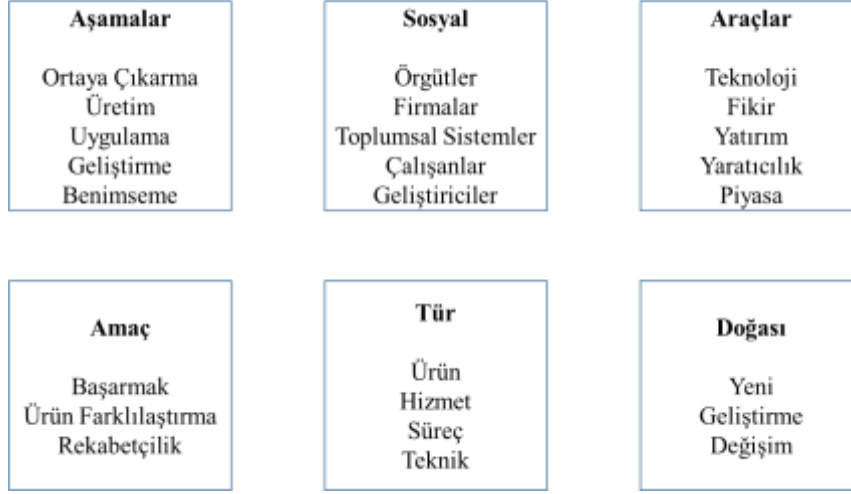 Aşamalar
Ortaya Çıkarma
Üretim
Uygulama
Geliştirme
Benimseme
Sosyal
Örgütler
Firmalar
Toplumsal Sistemler
Çalışanlar
Geliştiriciler
Araçlar
Teknoloji
Fikir
Yatırım
Yaratıcılık
Piyasa
Amaç
Başarmak
Ürün Farklılaştırma
Rekabetçilik
Tür
Ürün
Hizmet
Süreç
Teknik
Doğası
Yeni
Geliştirme
Değişim